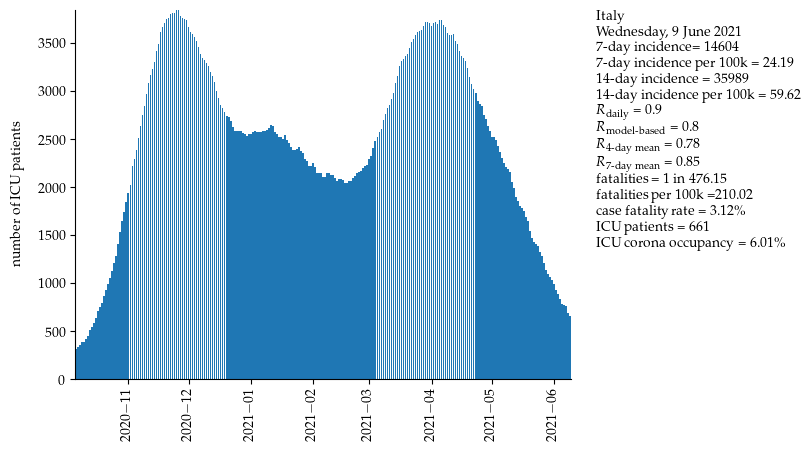 Italy
Wednesday, 9 June 2021
7-day incidence= 14604
7-day incidence per 100k = 24.19
14-day incidence = 35989
14-day incidence per 100k = 59.62
R daily = 0.9
R model-based = 0.8
R 4-day mean = 0.78
R 7-day mean = 0.85
fatalities = 1 in 476.15
fatalities per 100k =210.02
case fatality rate = 3.12%
ICU patients = 661
ICU corona occupancy = 6.01%
number of ICU patients
3500
3000
2500
2000
1500
1000
500
0
2020−11
2020−12
2021−01
2021−02
2021−03
2021−04
2021−05
2021−06